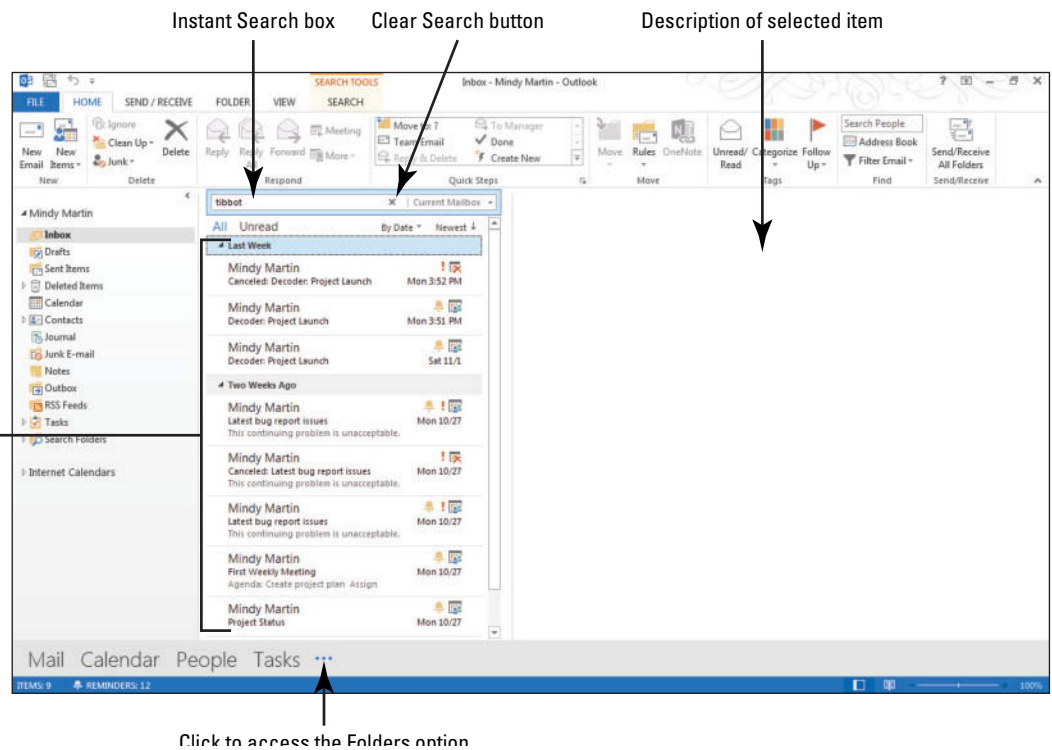 Instant Search box Clear Search button Description of selected item
SEARCH TOOLS Inbox - Mindy Martin - Outlook
FILE HOME SEND / RECEIVE FOLDER VIEW SEARCH
New Email
New Items
Ignore
Clean Up
Junk
Delete
Reply
Reply All
Forward
Meeting
More
Move to: ?
Team Email
Reply & Delete
To Manager
Done
Create New
Move
Rules
OneNote
Unread/ Read
Categorize
Follow Up
Search People
Address Book
Filter Email
Send/Receive All Folders
New Delete Respond Quick Steps Move Tags Find Send/Receive
Mindy Martin
Inbox
Drafts
Sent Items
Deleted Items
Calendar
Contacts
Journal
Junk E-mail
Notes
Outbox
RSS Feeds
Tasks
Search Folders
Internet Calendars
tibbot × Current Mailbox
All Unread By Date Newest ↓
Last Week
Mindy Martin
Canceled: Decoder: Project Launch Mon 3:52 PM
Mindy Martin
Decoder: Project Launch Mon 3:51 PM
Mindy Martin
Decoder: Project Launch Sat 11/1
Two Weeks Ago
Mindy Martin
Latest bug report issues Mon 10/27
This continuing problem is unacceptable.
Mindy Martin
Canceled: Latest bug report issues Mon 10/27
This continuing problem is unacceptable.
Mindy Martin
Latest bug report issues Mon 10/27
This continuing problem is unacceptable.
Mindy Martin
First Weekly Meeting Mon 10/27
Agenda: Create project plan Assign
Mindy Martin
Project Status Mon 10/27
Mail Calendar People Tasks ···
ITEMS: 9 REMINDERS: 12 100%
Click to access the Folders option